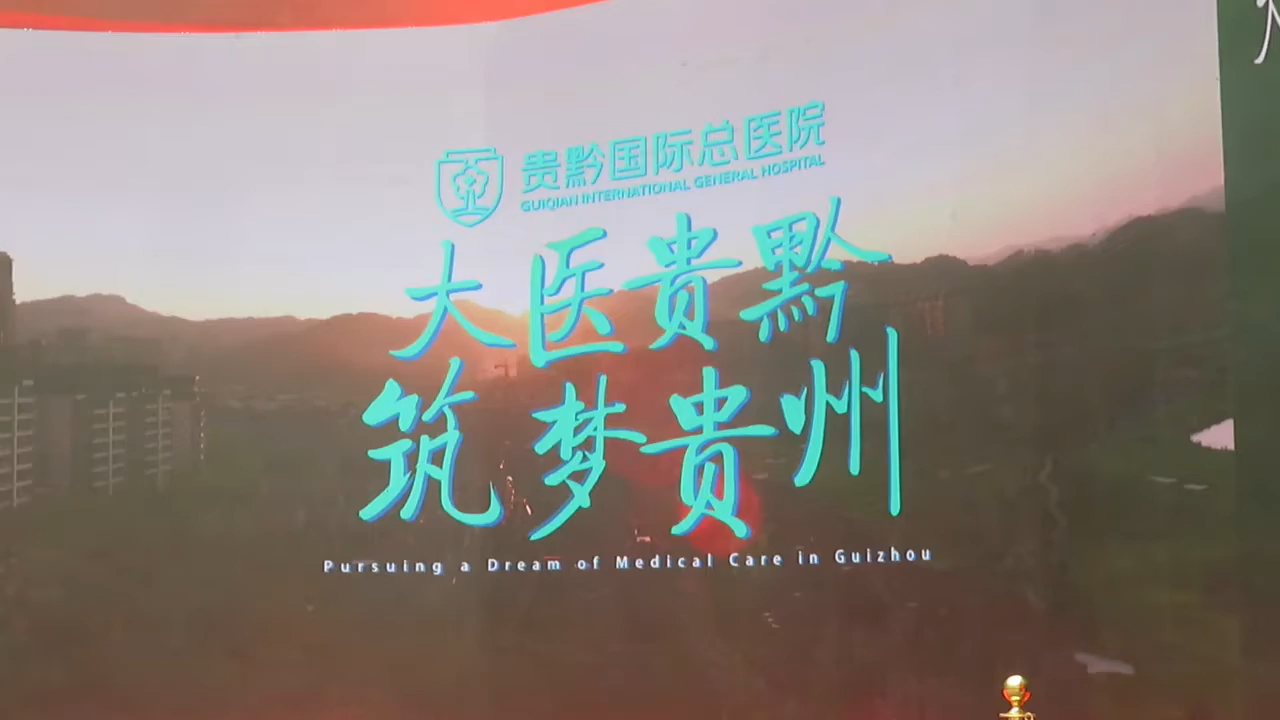 贵黔国际总医院
GUIQIAN INTERNATIONAL GENERAL HOSPITAL
大医贵黔
筑梦贵州
Pursuing a Dream of Medical Care in Guizhou